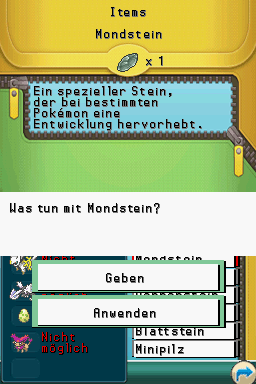 Items
Mondstein
x 1
Ein spezieller Stein,
der bei bestimmten
Pokémon eine
Entwicklung hervorhebt.
Was tun mit Mondstein?
Mondstein
Geben
Anwenden
Blattstein
Nicht
möglich
Minipilz